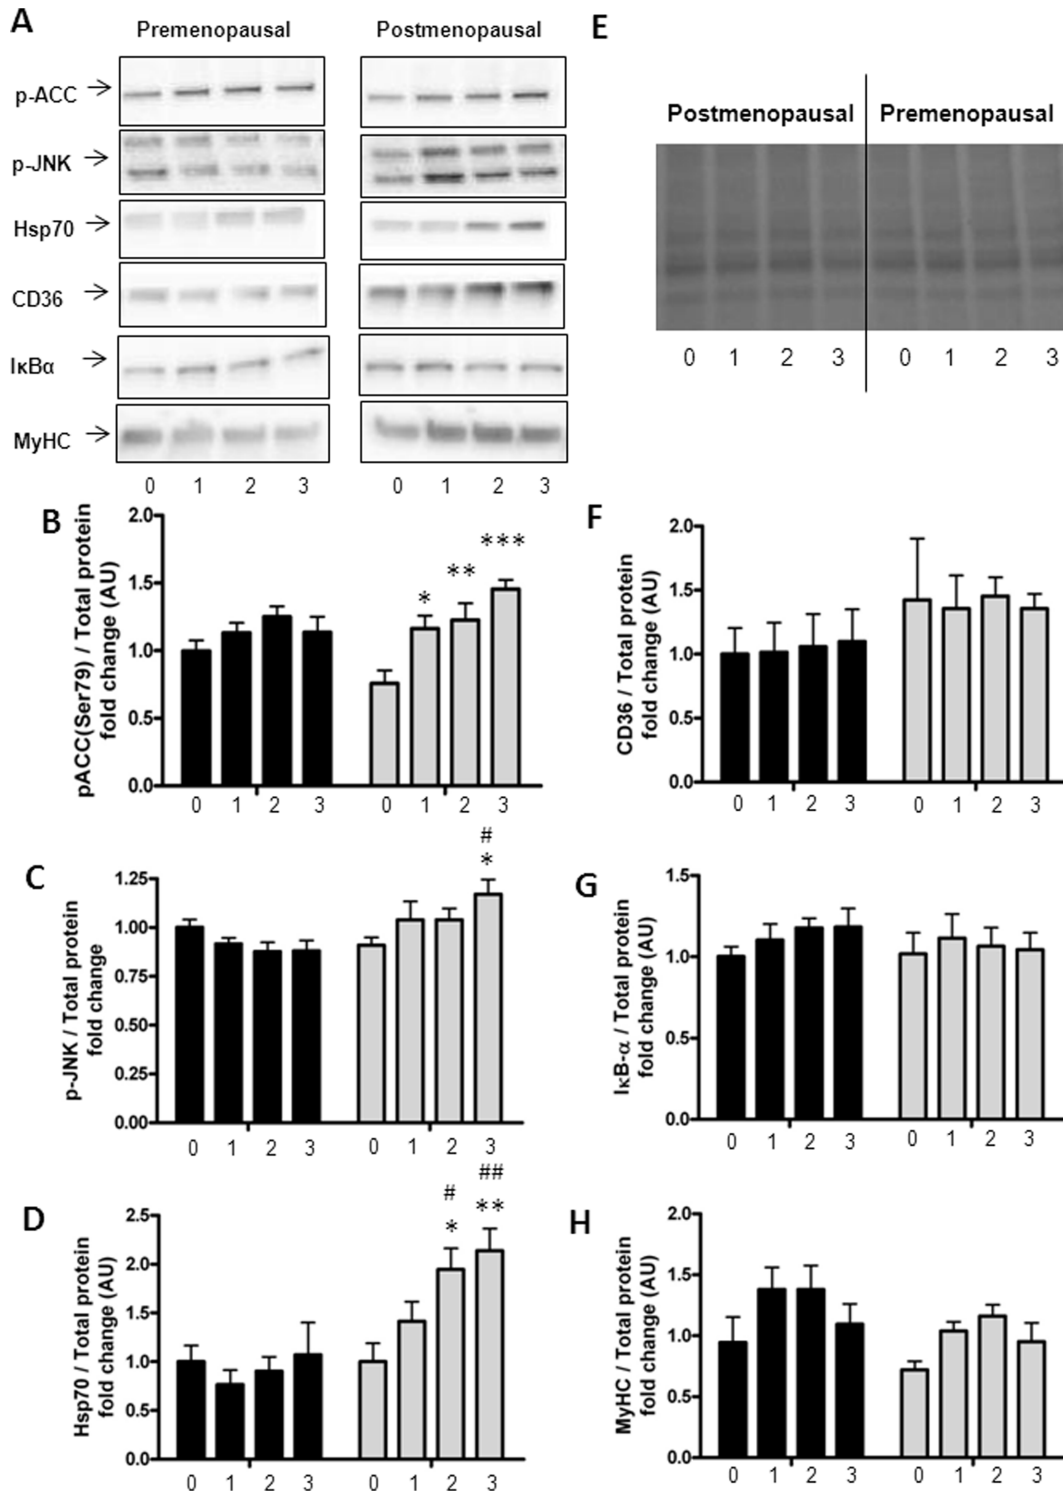 A
Premenopausal Postmenopausal
p-ACC
p-JNK
Hsp70
CD36
IκBα
MyHC
0 1 2 3 0 1 2 3
E
Postmenopausal Premenopausal
0 1 2 3 0 1 2 3
B
pACC(Ser79) / Total protein
fold change (AU)
2.0
1.5
1.0
0.5
0.0
* ** ***
0 1 2 3 0 1 2 3
F
CD36 / Total protein
fold change (AU)
2.0
1.5
1.0
0.5
0.0
0 1 2 3 0 1 2 3
C
p-JNK / Total protein
fold change
1.25
1.00
0.75
0.50
0.25
0.00
#
*
0 1 2 3 0 1 2 3
G
IκB-α / Total protein
fold change (AU)
1.5
1.0
0.5
0.0
0 1 2 3 0 1 2 3
D
Hsp70 / Total protein
fold change (AU)
2.5
2.0
1.5
1.0
0.5
0.0
# ##
* **
0 1 2 3 0 1 2 3
H
MyHC / Total protein
fold change (AU)
2.0
1.5
1.0
0.5
0.0
0 1 2 3 0 1 2 3